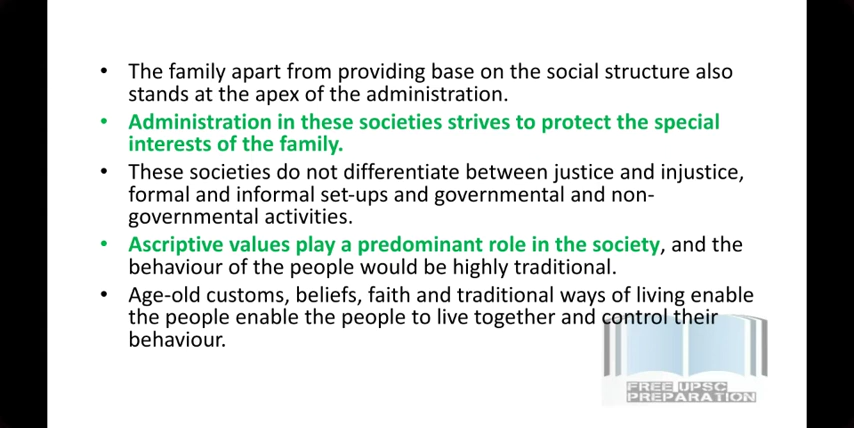 • The family apart from providing base on the social structure also
stands at the apex of the administration.
• Administration in these societies strives to protect the special
interests of the family.
• These societies do not differentiate between justice and injustice,
formal and informal set-ups and governmental and non-
governmental activities.
• Ascriptive values play a predominant role in the society, and the
behaviour of the people would be highly traditional.
• Age-old customs, beliefs, faith and traditional ways of living enable
the people enable the people to live together and control their
behaviour.
FREE UPSC
PREPARATION